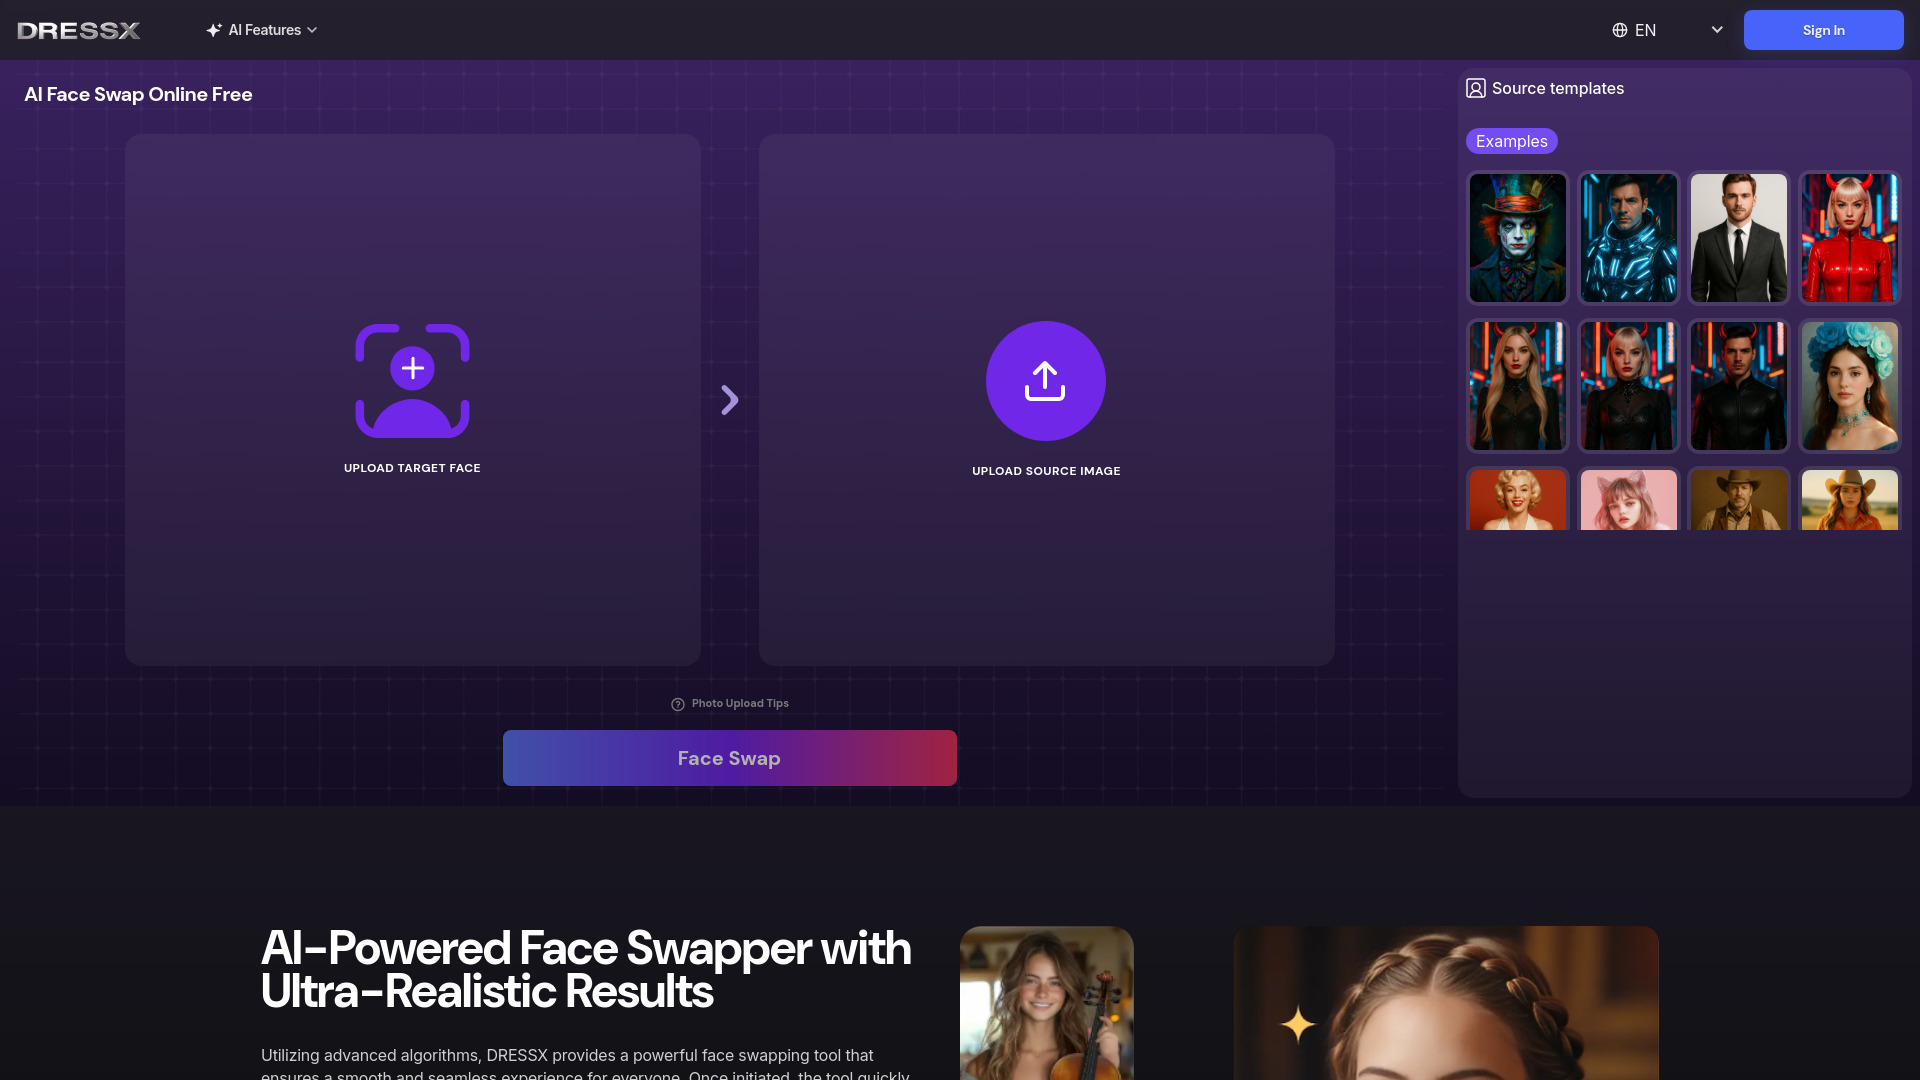 DRESSX
AI Features
EN
Sign In
AI Face Swap Online Free
UPLOAD TARGET FACE
UPLOAD SOURCE IMAGE
Photo Upload Tips
Face Swap
Source templates
Examples
AI-Powered Face Swapper with
Ultra-Realistic Results
Utilizing advanced algorithms, DRESSX provides a powerful face swapping tool that
ensures a smooth and seamless experience for everyone. Once initiated, the tool quickly